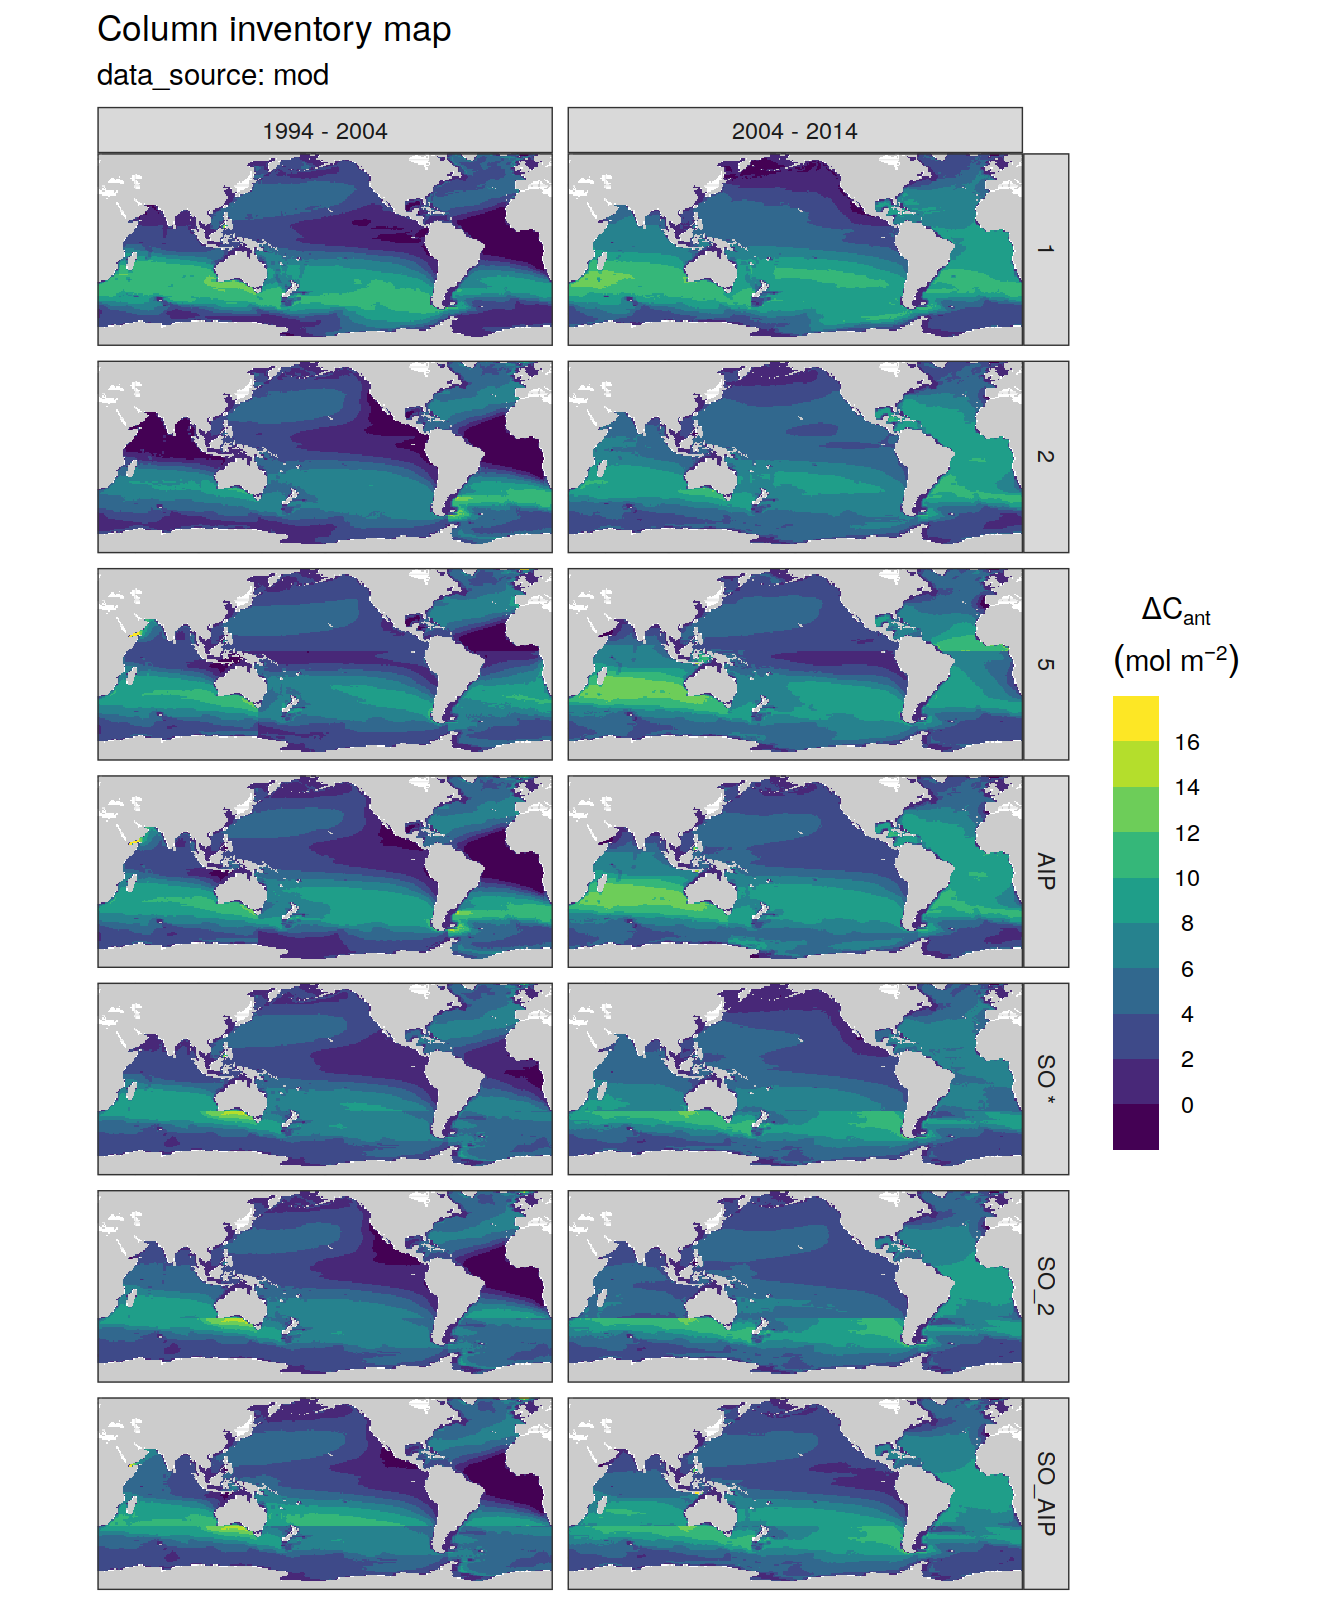 Column inventory map
data_source: mod
1994 - 2004
2004 - 2014
1
2
5
AIP
SO *
SO_2
SO_AIP
ΔCant
(mol m⁻²)
16
14
12
10
8
6
4
2
0